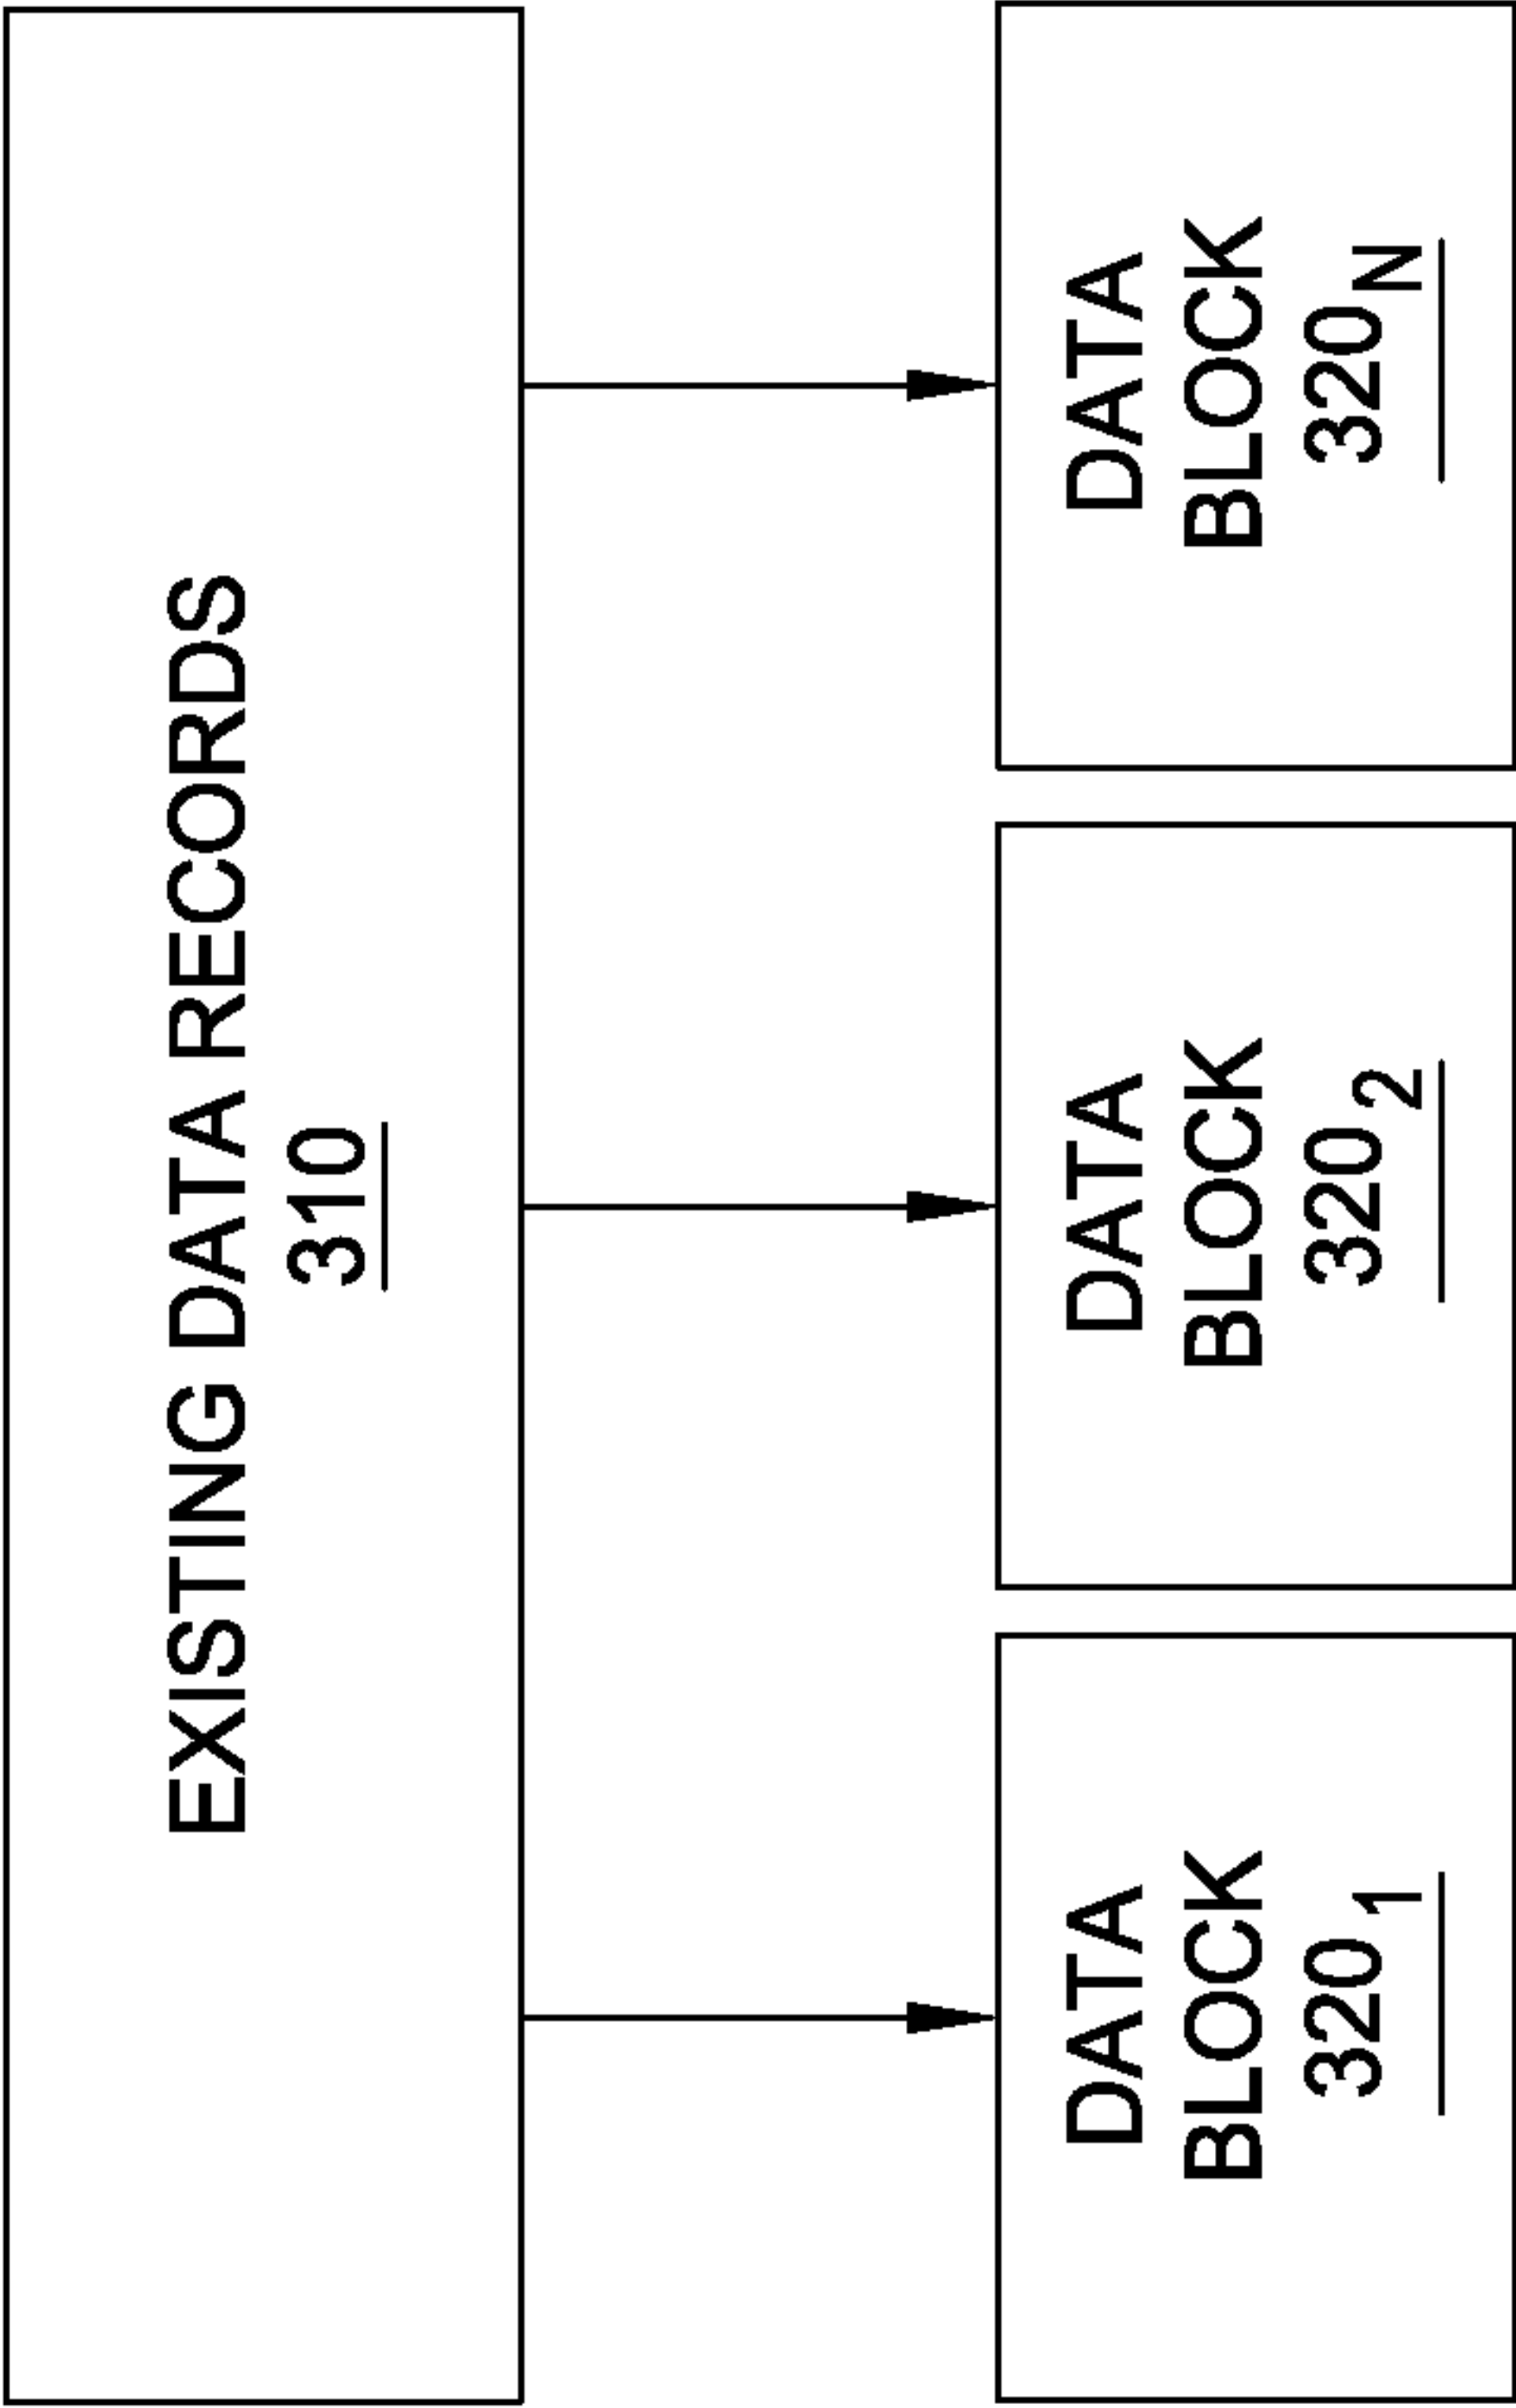 EXISTING DATA RECORDS
310
DATA
BLOCK
320₁
DATA
BLOCK
320₂
DATA
BLOCK
320N